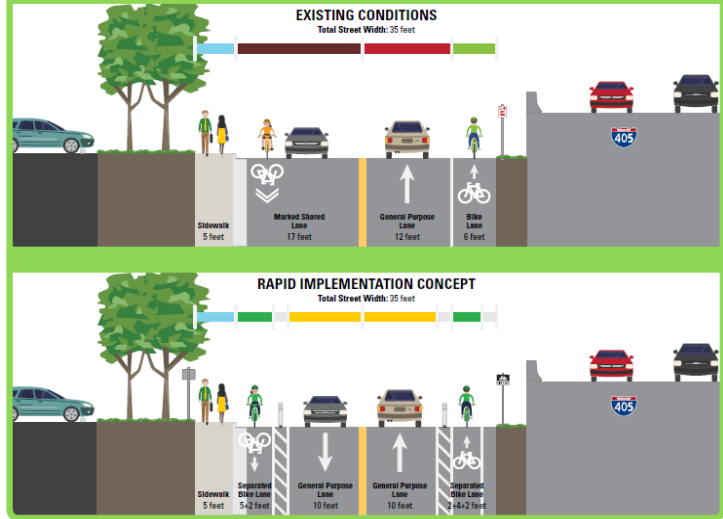 EXISTING CONDITIONS
Total Street Width: 35 feet
405
Sidewalk
5 feet
Marked Shared
Lane
17 feet
General Purpose
Lane
12 feet
Bike
Lane
6 feet
RAPID IMPLEMENTATION CONCEPT
Total Street Width: 35 feet
405
Sidewalk
5 feet
Separated
Bike Lane
5+2 feet
General Purpose
Lane
10 feet
General Purpose
Lane
10 feet
Separated
Bike Lane
2+4+2 feet